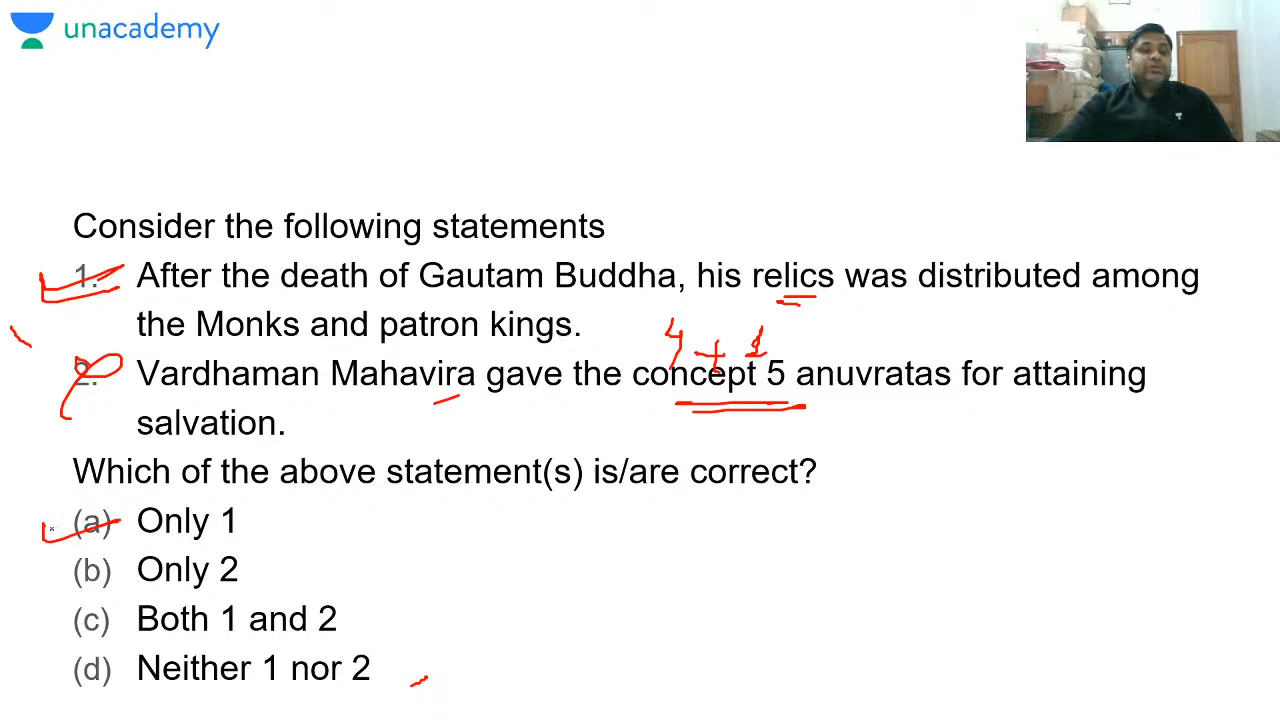 unacademy
Consider the following statements
1. After the death of Gautam Buddha, his relics was distributed among
the Monks and patron kings.
4 + 1
2. Vardhaman Mahavira gave the concept 5 anuvratas for attaining
salvation.
Which of the above statement(s) is/are correct?
(a) Only 1
(b) Only 2
(c) Both 1 and 2
(d) Neither 1 nor 2